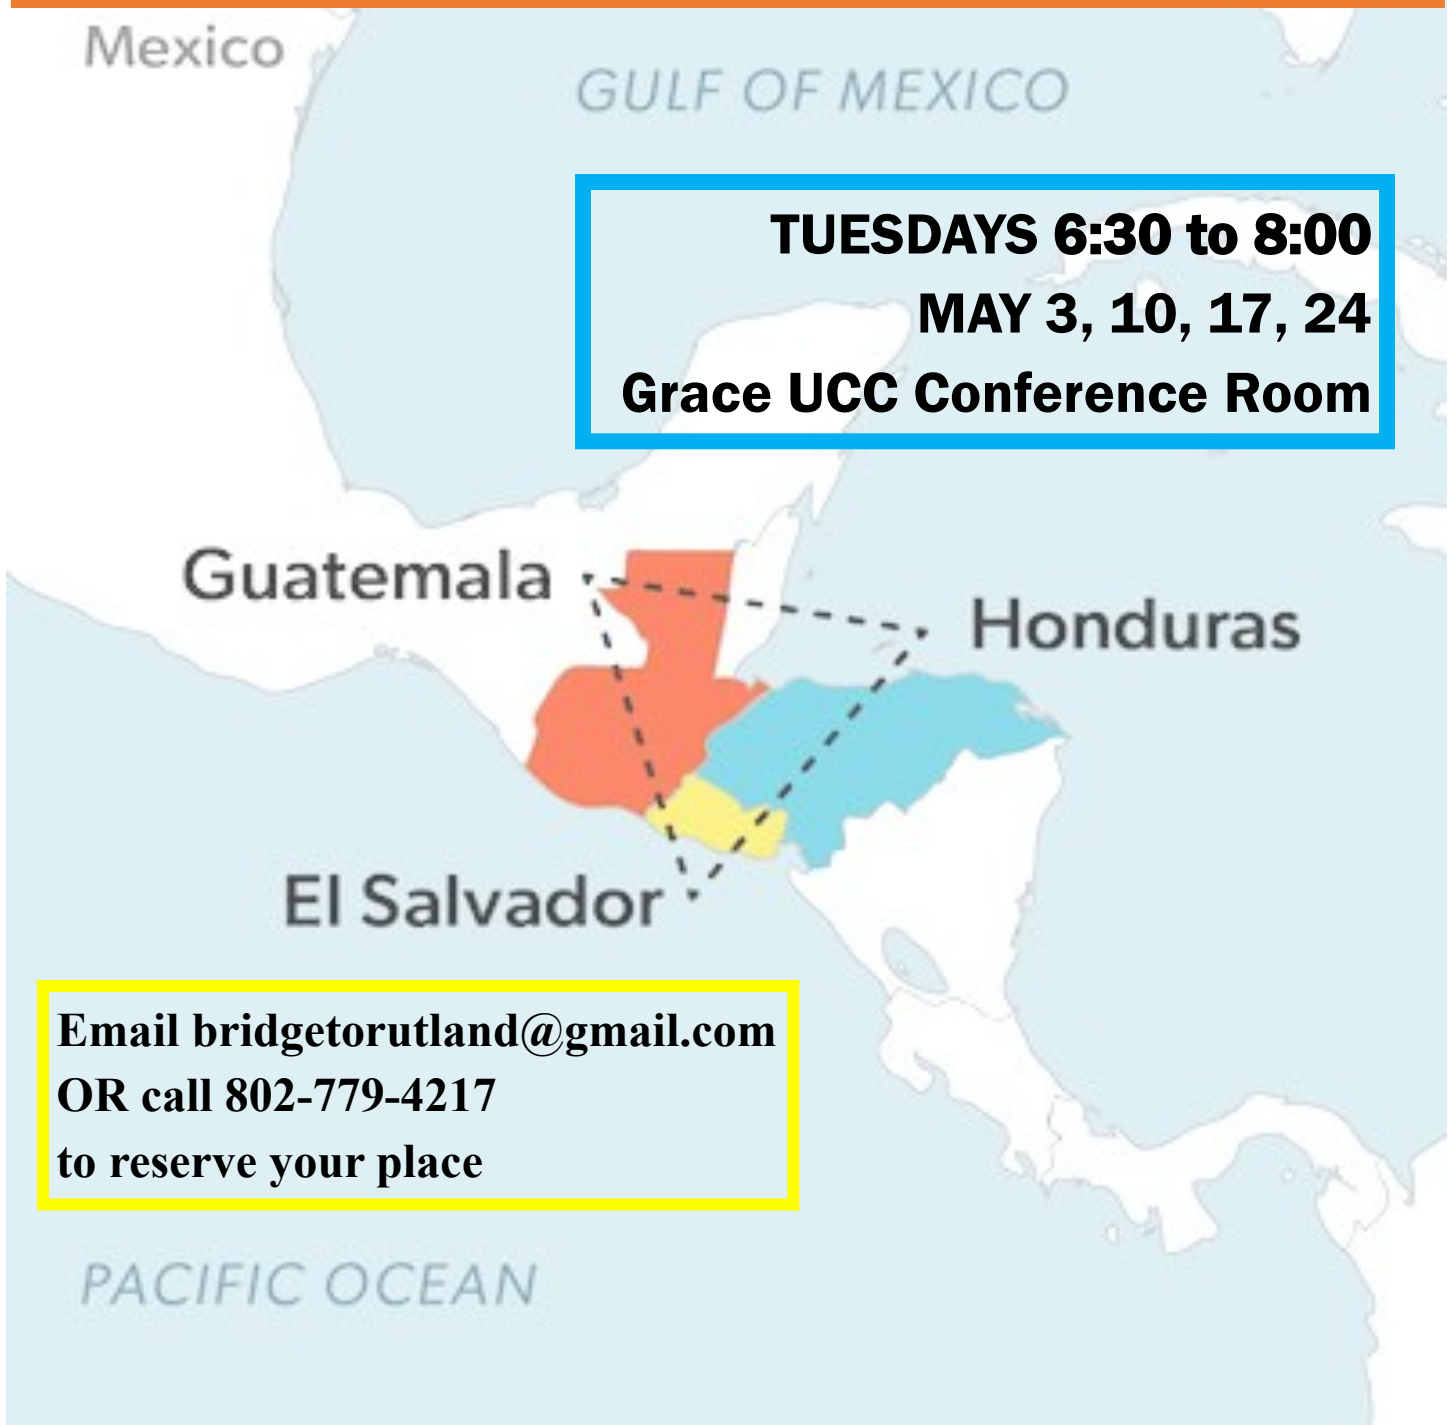 Mexico
GULF OF MEXICO
TUESDAYS 6:30 to 8:00
MAY 3, 10, 17, 24
Grace UCC Conference Room
Guatemala
Honduras
El Salvador
Email bridgetorutland@gmail.com
OR call 802-779-4217
to reserve your place
PACIFIC OCEAN